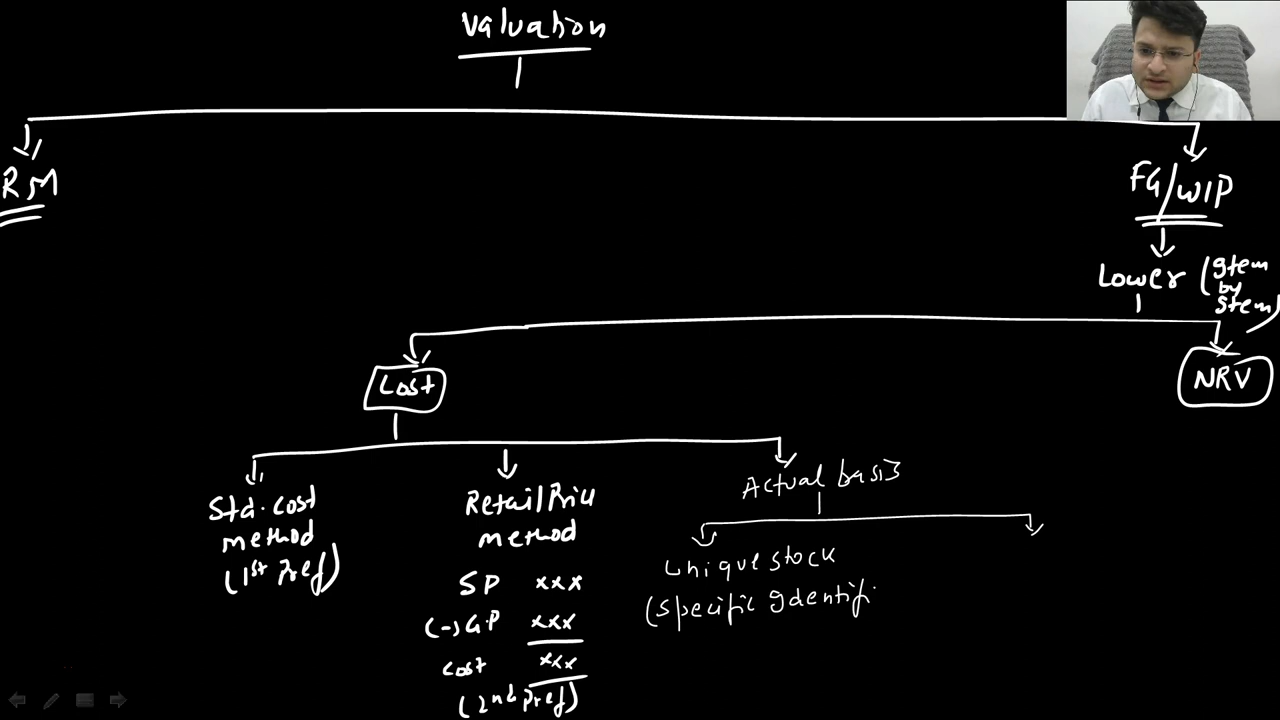 Valuation
RM
FG/WIP
Lower (Item by Item)
Cost
NRV
Std. cost
method
(1st Pref)
Retail Price
method
SP xxx
(-) G.P xxx
cost xxx
(2nd Pref)
Actual basis
Unique stock
(Specific Identifi